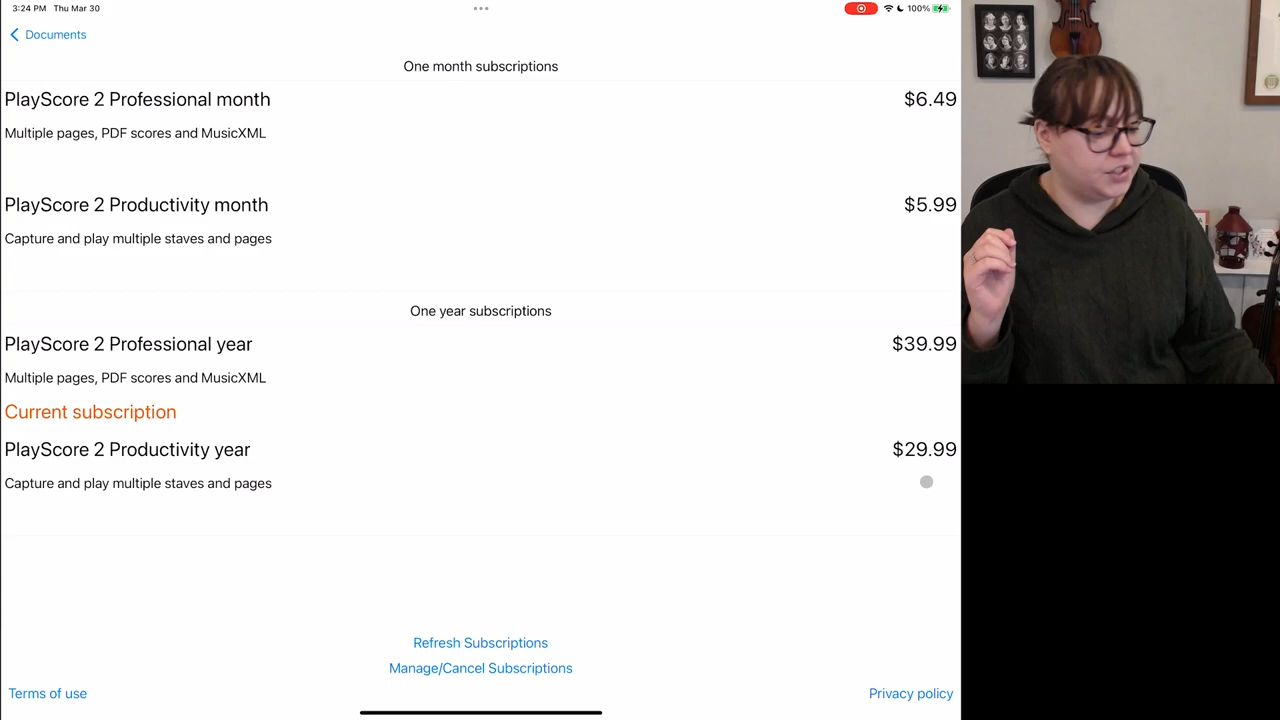 3:24 PM Thu Mar 30
100%
Documents
One month subscriptions
PlayScore 2 Professional month $6.49
Multiple pages, PDF scores and MusicXML
PlayScore 2 Productivity month $5.99
Capture and play multiple staves and pages
One year subscriptions
PlayScore 2 Professional year $39.99
Multiple pages, PDF scores and MusicXML
Current subscription
PlayScore 2 Productivity year $29.99
Capture and play multiple staves and pages
Refresh Subscriptions
Manage/Cancel Subscriptions
Terms of use Privacy policy